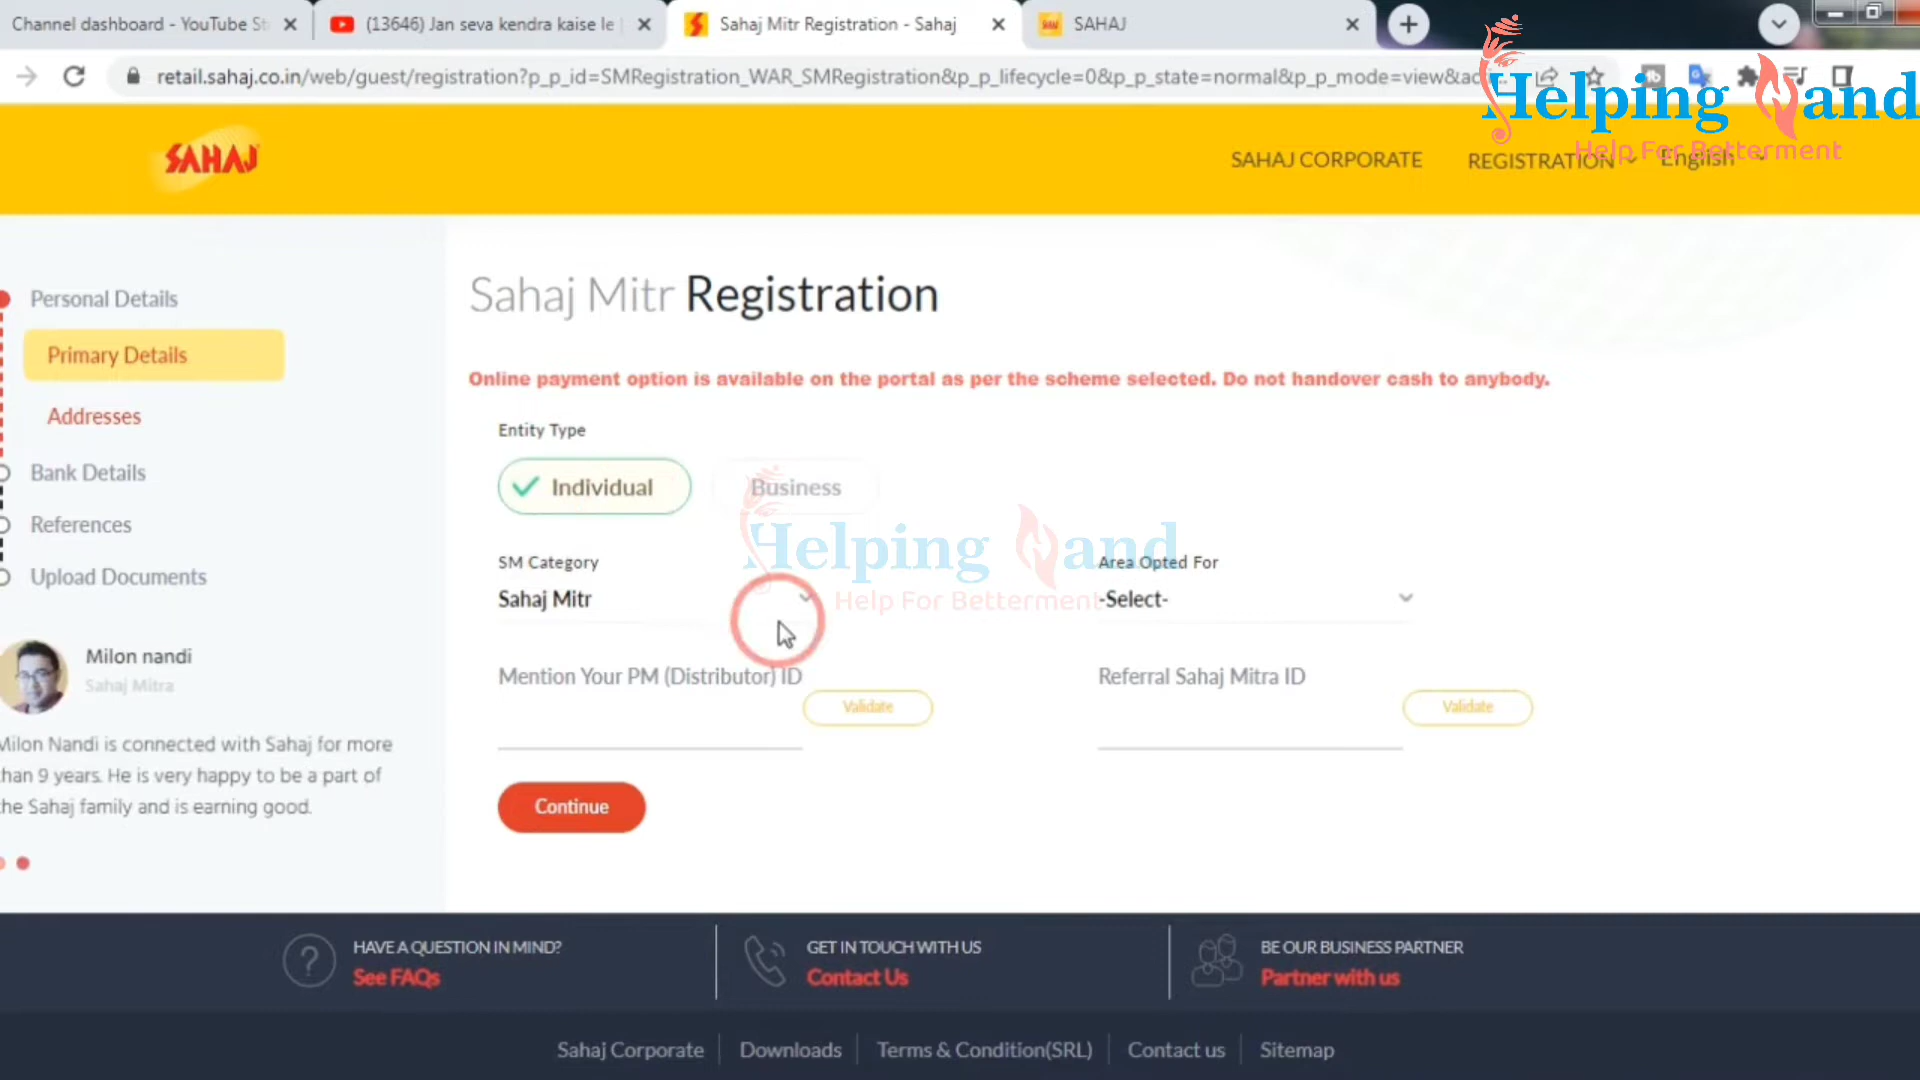 Channel dashboard - YouTube St
(13646) Jan seva kendra kaise le
Sahaj Mitr Registration - Sahaj
SAHAJ
retail.sahaj.co.in/web/guest/registration?p_p_id=SMRegistration_WAR_SMRegistration&p_p_lifecycle=0&p_p_state=normal&p_p_mode=view&ac
Helping Hand
Help For Betterment
SAHAJ
SAHAJ CORPORATE
REGISTRATION
English
Personal Details
Primary Details
Addresses
Bank Details
References
Upload Documents
Milon nandi
Sahaj Mitra
Milon Nandi is connected with Sahaj for more
than 9 years. He is very happy to be a part of
the Sahaj family and is earning good.
Sahaj Mitr Registration
Online payment option is available on the portal as per the scheme selected. Do not handover cash to anybody.
Entity Type
Individual
Business
Helping Hand
Help For Betterment
SM Category
Sahaj Mitr
Area Opted For
-Select-
Mention Your PM (Distributor) ID
Validate
Referral Sahaj Mitra ID
Validate
Continue
HAVE A QUESTION IN MIND?
See FAQs
GET IN TOUCH WITH US
Contact Us
BE OUR BUSINESS PARTNER
Partner with us
Sahaj Corporate
Downloads
Terms & Condition(SRL)
Contact us
Sitemap